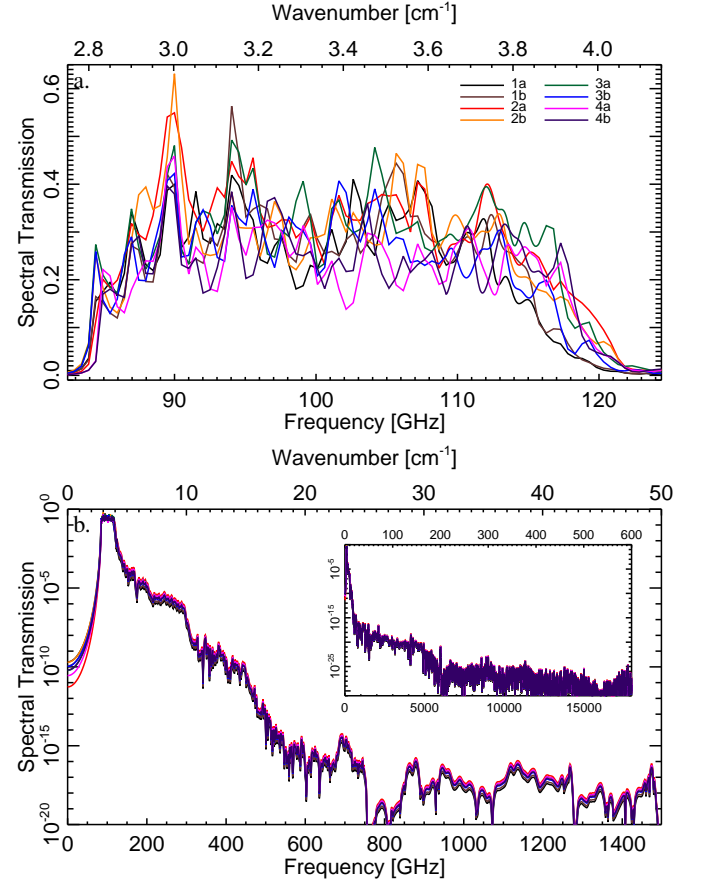 Wavenumber [cm⁻¹]
2.8 3.0 3.2 3.4 3.6 3.8 4.0
a.
0.6
0.4
0.2
0.0
Spectral Transmission
1a 3a
1b 3b
2a 4a
2b 4b
90 100 110 120
Frequency [GHz]
Wavenumber [cm⁻¹]
0 10 20 30 40 50
b.
10⁰
10⁻⁵
10⁻¹⁰
10⁻¹⁵
10⁻²⁰
Spectral Transmission
0 100 200 300 400 500 600
10⁻⁵
10⁻¹⁵
10⁻²⁵
0 5000 10000 15000
0 200 400 600 800 1000 1200 1400
Frequency [GHz]